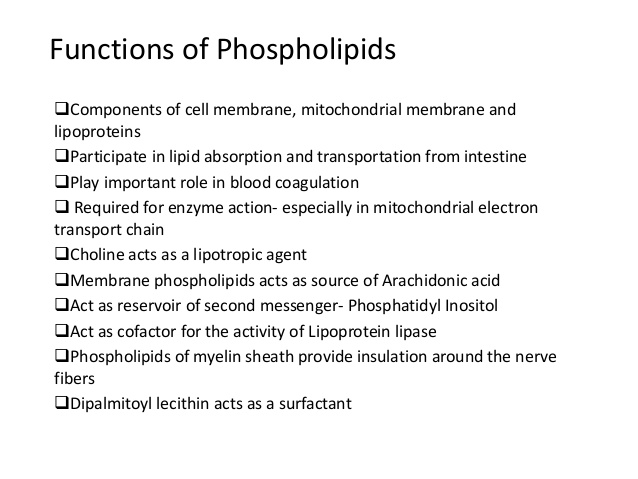 Functions of Phospholipids
❑Components of cell membrane, mitochondrial membrane and
lipoproteins
❑Participate in lipid absorption and transportation from intestine
❑Play important role in blood coagulation
❑ Required for enzyme action- especially in mitochondrial electron
transport chain
❑Choline acts as a lipotropic agent
❑Membrane phospholipids acts as source of Arachidonic acid
❑Act as reservoir of second messenger- Phosphatidyl Inositol
❑Act as cofactor for the activity of Lipoprotein lipase
❑Phospholipids of myelin sheath provide insulation around the nerve
fibers
❑Dipalmitoyl lecithin acts as a surfactant